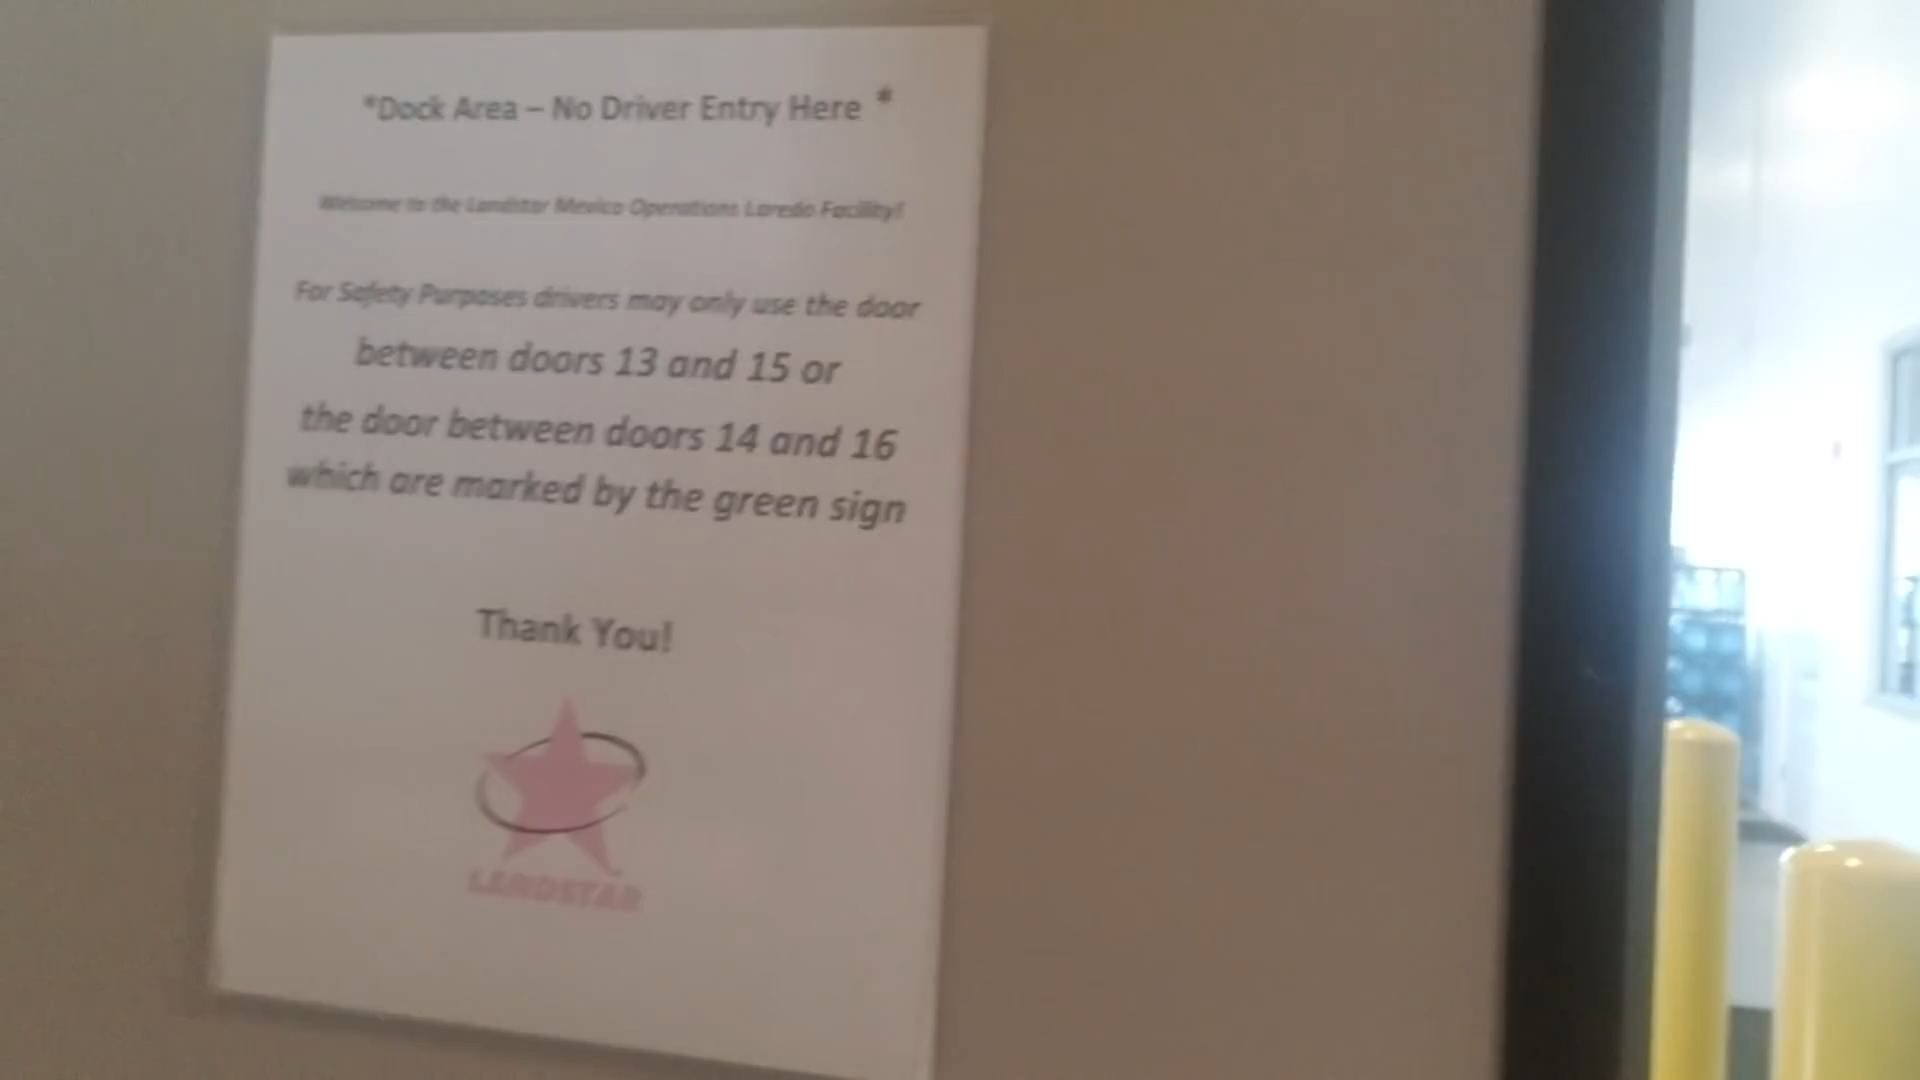 *Dock Area – No Driver Entry Here *
Welcome to the Landstar Mexico Operations Laredo Facility!
For Safety Purposes drivers may only use the door
between doors 13 and 15 or
the door between doors 14 and 16
which are marked by the green sign
Thank You!
LANDSTAR